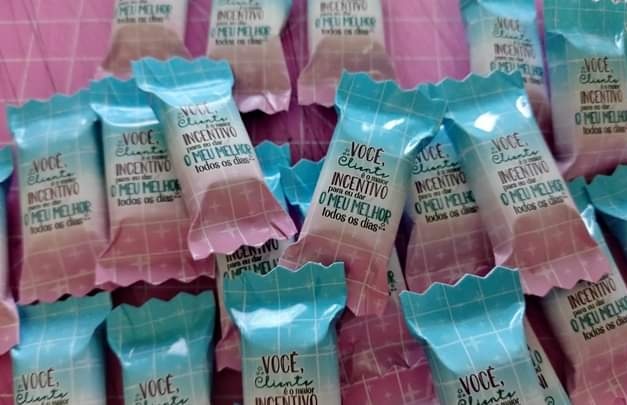 VOCÊ,
Cliente
é o maior
INCENTIVO
para eu dar
O MEU MELHOR
todos os dias